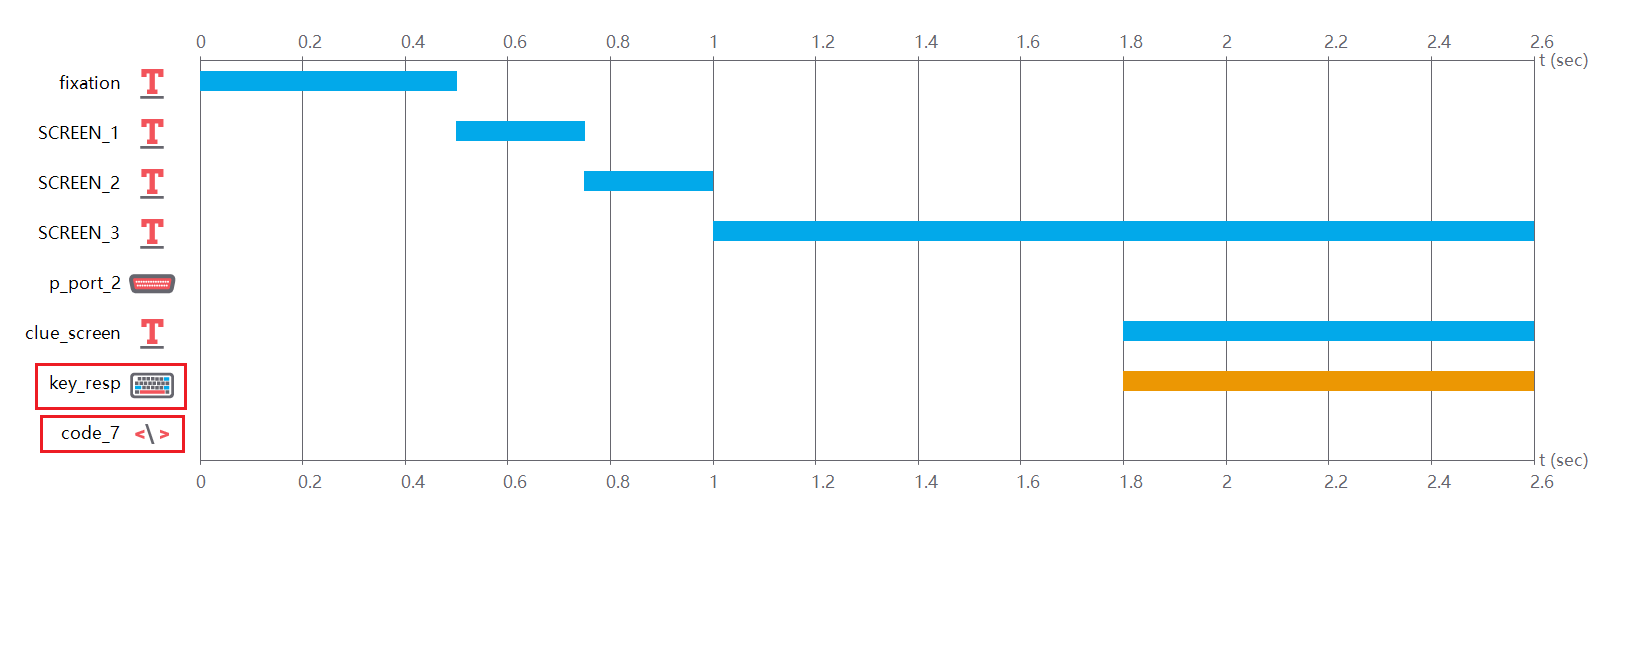 0 0.2 0.4 0.6 0.8 1 1.2 1.4 1.6 1.8 2 2.2 2.4 2.6
t (sec)
fixation
SCREEN_1
SCREEN_2
SCREEN_3
p_port_2
clue_screen
key_resp
code_7
t (sec)
0 0.2 0.4 0.6 0.8 1 1.2 1.4 1.6 1.8 2 2.2 2.4 2.6